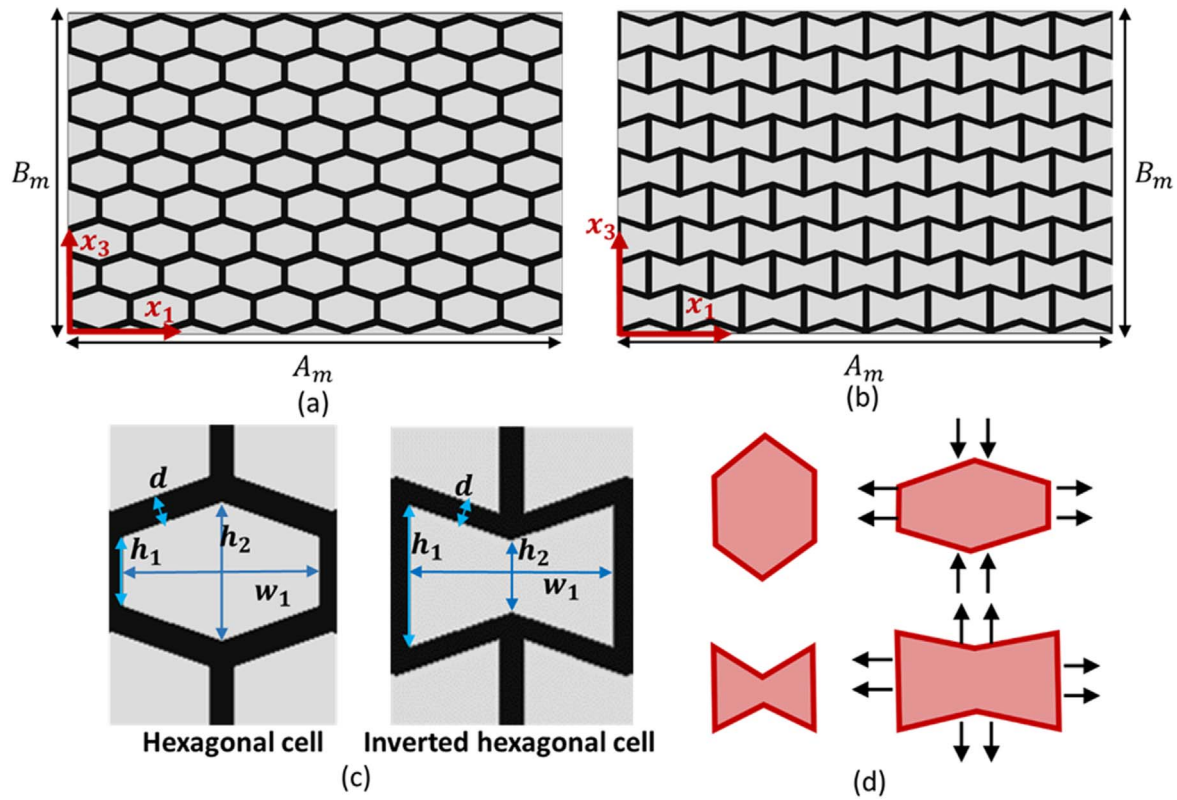 B_m
x_3
x_1
A_m
(a)
B_m
x_3
x_1
A_m
(b)
d
h_1
h_2
w_1
Hexagonal cell
d
h_1
h_2
w_1
Inverted hexagonal cell
(c)
(d)